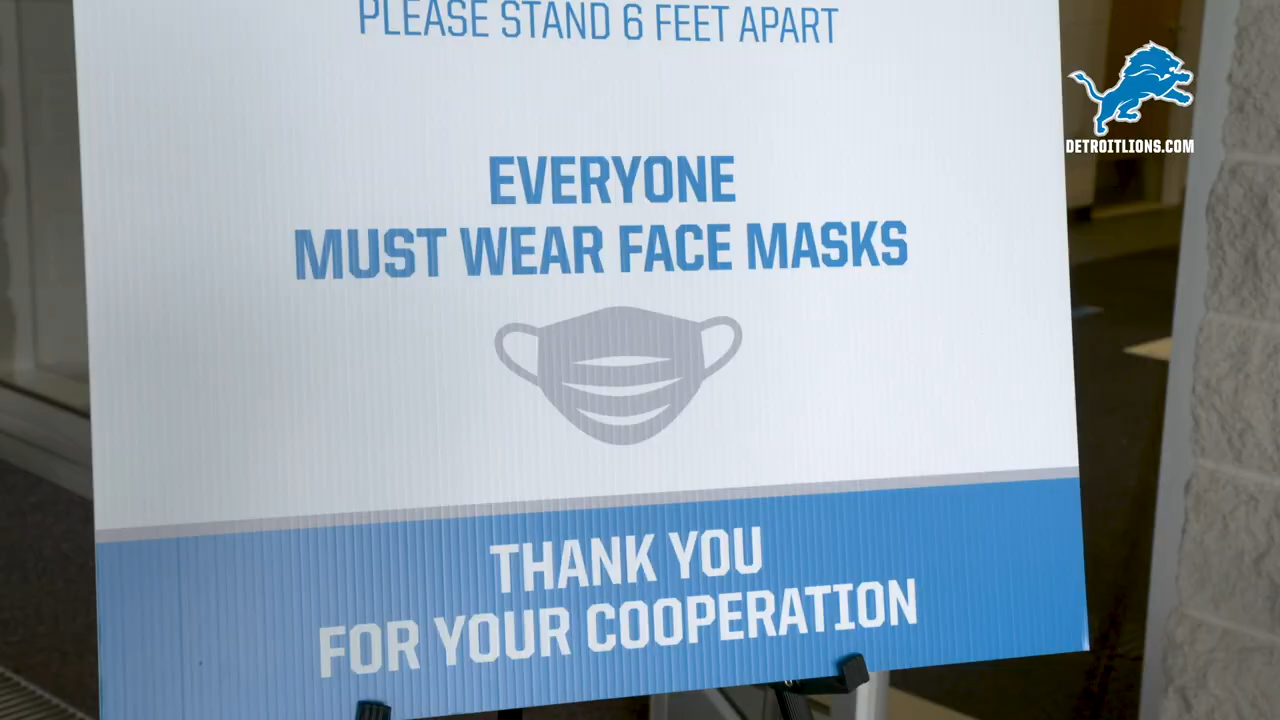 PLEASE STAND 6 FEET APART
EVERYONE
MUST WEAR FACE MASKS
THANK YOU
FOR YOUR COOPERATION
DETROITLIONS.COM